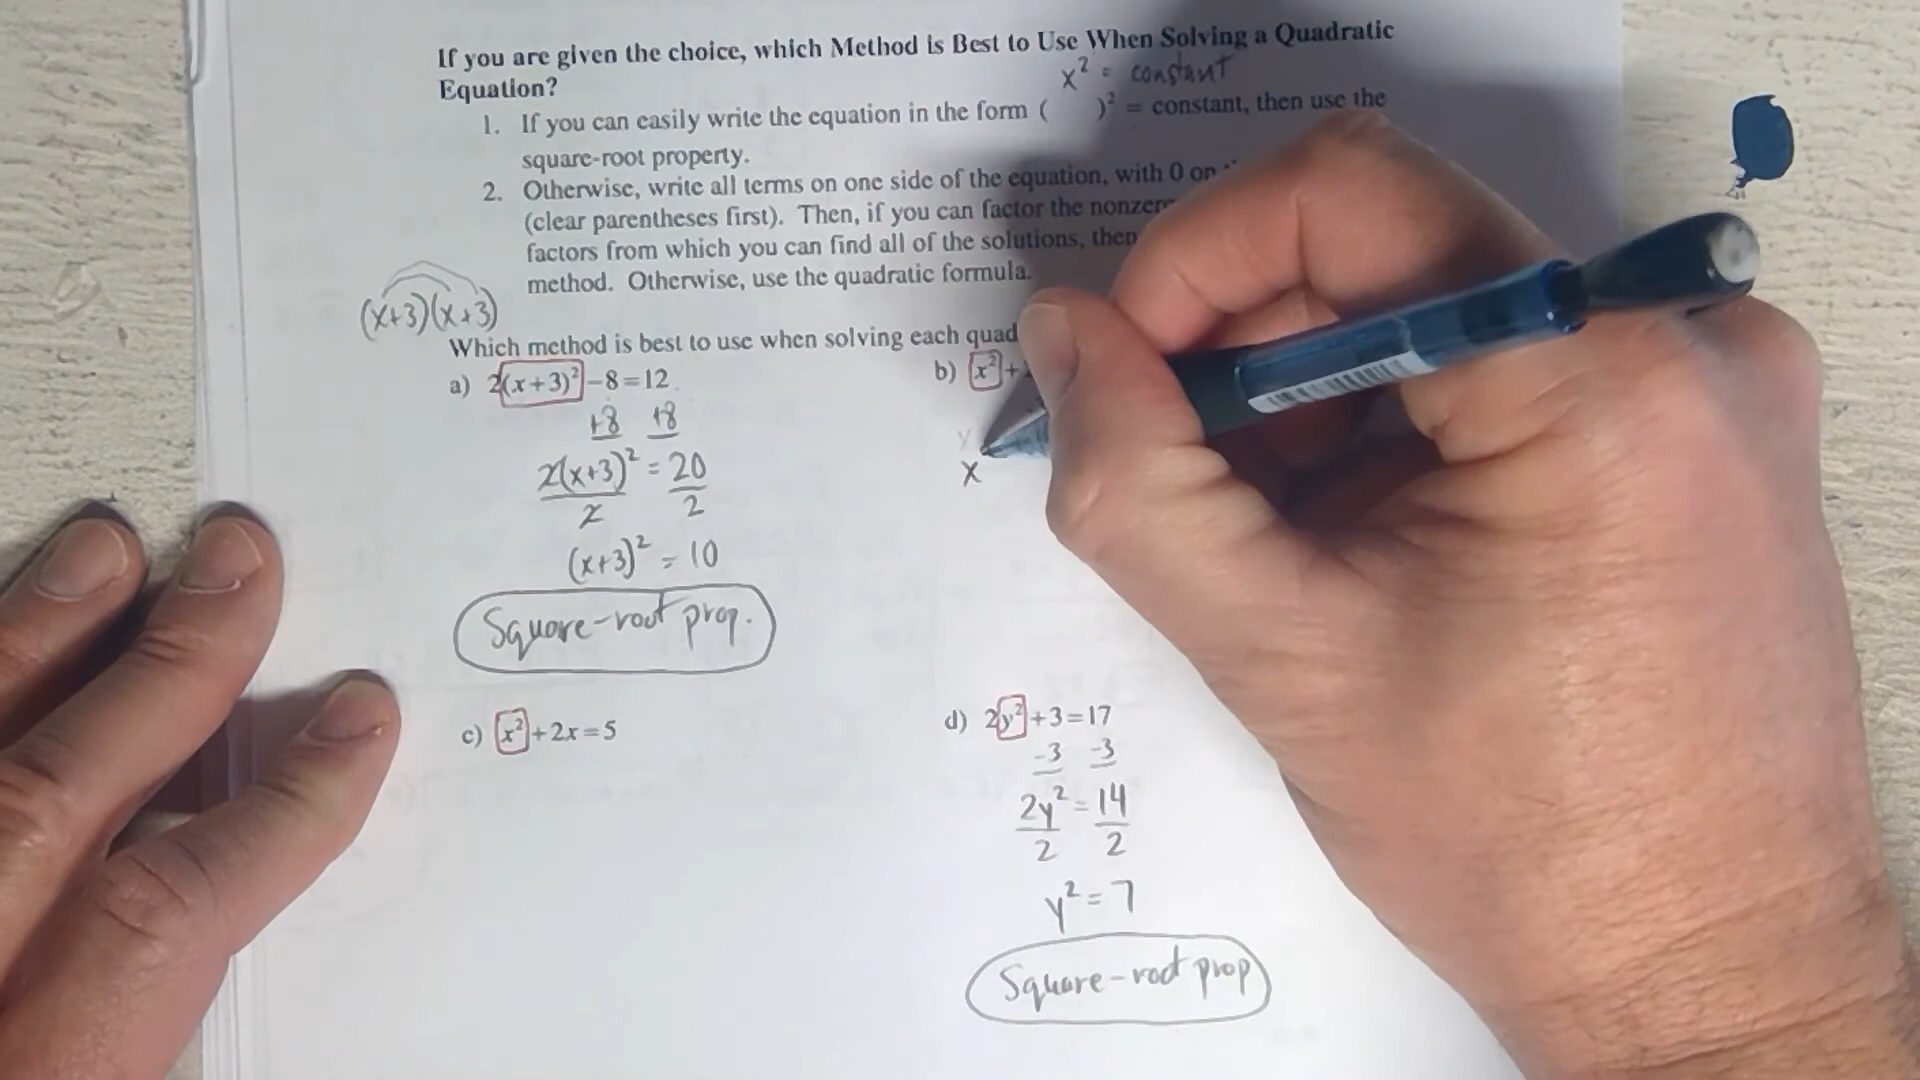 If you are given the choice, which Method is Best to Use When Solving a Quadratic
Equation?
x² = constant
1. If you can easily write the equation in the form (    )² = constant, then use the
square-root property.
2. Otherwise, write all terms on one side of the equation, with 0 on
(clear parentheses first). Then, if you can factor the
factors from which you can find all of the solutions, then
method. Otherwise, use the quadratic formula.
(x+3)(x+3)
Which method is best to use when solving each
a) 2(x+3)²−8=12
+8 +8
2(x+3)² = 20
2 2
(x+3)² = 10
Square-root prop.
b) x²+
x
c) x²+2x=5
d) 2y²+3=17
-3 -3
2y² = 14
2 2
y² = 7
Square-root prop